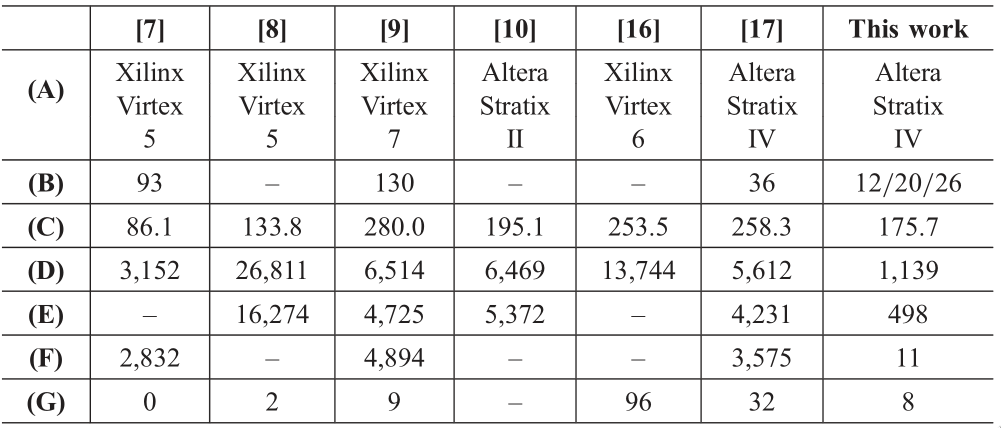 [7] [8] [9] [10] [16] [17] This work
(A) Xilinx Virtex 5 Xilinx Virtex 5 Xilinx Virtex 7 Altera Stratix II Xilinx Virtex 6 Altera Stratix IV Altera Stratix IV
(B) 93 – 130 – – 36 12/20/26
(C) 86.1 133.8 280.0 195.1 253.5 258.3 175.7
(D) 3,152 26,811 6,514 6,469 13,744 5,612 1,139
(E) – 16,274 4,725 5,372 – 4,231 498
(F) 2,832 – 4,894 – – 3,575 11
(G) 0 2 9 – 96 32 8